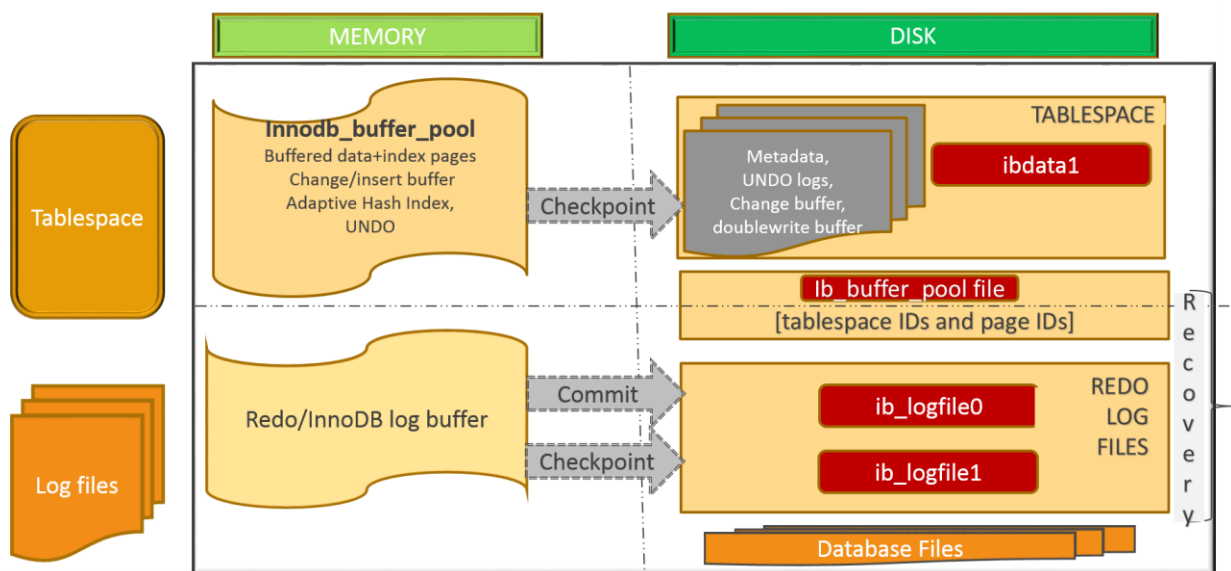 MEMORY
DISK
Tablespace
Innodb_buffer_pool
Buffered data+index pages
Change/insert buffer
Adaptive Hash Index,
UNDO
Checkpoint
TABLESPACE
Metadata,
UNDO logs,
Change buffer,
doublewrite buffer
ibdata1
Ib_buffer_pool file
[tablespace IDs and page IDs]
Log files
Redo/InnoDB log buffer
Commit
Checkpoint
ib_logfile0
ib_logfile1
REDO
LOG
FILES
Recoverry
Database Files